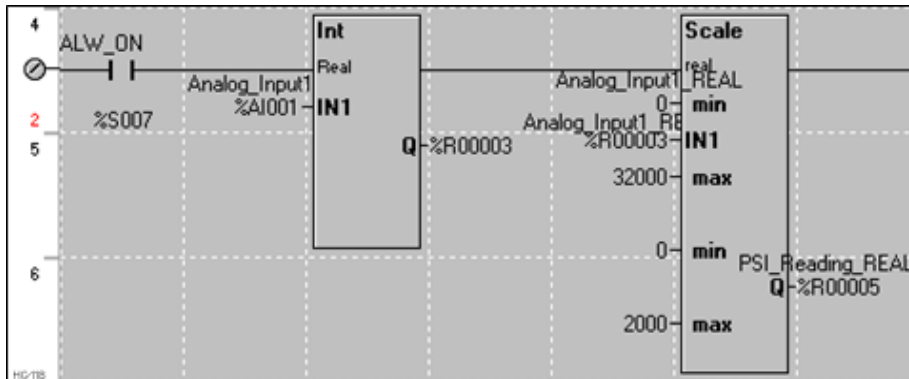 4
ALW_ON
%S007
2
5
6
Int
Real
Analog_Input1
%AI001
IN1
Q
%R00003
Scale
real
Analog_Input1_REAL
0
min
Analog_Input1_RE
%R00003
IN1
32000
max
0
min
PSI_Reading_REAL
Q
%R00005
2000
max